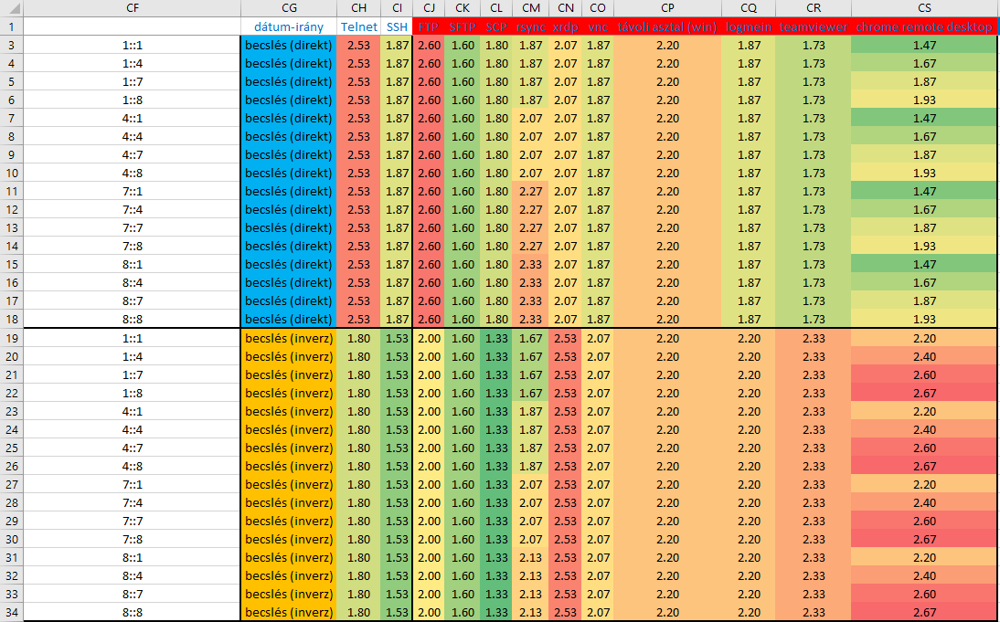 CF CG CH CI CJ CK CL CM CN CO CP CQ CR CS
1 dátum-irány Telnet SSH FTP SFTP SCP rsync xrdp vnc távoli asztal (win) logmein teamviewer chrome remote desktop
3 1::1 becslés (direkt) 2.53 1.87 2.60 1.60 1.80 1.87 2.07 1.87 2.20 1.87 1.73 1.47
4 1::4 becslés (direkt) 2.53 1.87 2.60 1.60 1.80 1.87 2.07 1.87 2.20 1.87 1.73 1.67
5 1::7 becslés (direkt) 2.53 1.87 2.60 1.60 1.80 1.87 2.07 1.87 2.20 1.87 1.73 1.87
6 1::8 becslés (direkt) 2.53 1.87 2.60 1.60 1.80 1.87 2.07 1.87 2.20 1.87 1.73 1.93
7 4::1 becslés (direkt) 2.53 1.87 2.60 1.60 1.80 2.07 2.07 1.87 2.20 1.87 1.73 1.47
8 4::4 becslés (direkt) 2.53 1.87 2.60 1.60 1.80 2.07 2.07 1.87 2.20 1.87 1.73 1.67
9 4::7 becslés (direkt) 2.53 1.87 2.60 1.60 1.80 2.07 2.07 1.87 2.20 1.87 1.73 1.87
10 4::8 becslés (direkt) 2.53 1.87 2.60 1.60 1.80 2.07 2.07 1.87 2.20 1.87 1.73 1.93
11 7::1 becslés (direkt) 2.53 1.87 2.60 1.60 1.80 2.27 2.07 1.87 2.20 1.87 1.73 1.47
12 7::4 becslés (direkt) 2.53 1.87 2.60 1.60 1.80 2.27 2.07 1.87 2.20 1.87 1.73 1.67
13 7::7 becslés (direkt) 2.53 1.87 2.60 1.60 1.80 2.27 2.07 1.87 2.20 1.87 1.73 1.87
14 7::8 becslés (direkt) 2.53 1.87 2.60 1.60 1.80 2.27 2.07 1.87 2.20 1.87 1.73 1.93
15 8::1 becslés (direkt) 2.53 1.87 2.60 1.60 1.80 2.33 2.07 1.87 2.20 1.87 1.73 1.47
16 8::4 becslés (direkt) 2.53 1.87 2.60 1.60 1.80 2.33 2.07 1.87 2.20 1.87 1.73 1.67
17 8::7 becslés (direkt) 2.53 1.87 2.60 1.60 1.80 2.33 2.07 1.87 2.20 1.87 1.73 1.87
18 8::8 becslés (direkt) 2.53 1.87 2.60 1.60 1.80 2.33 2.07 1.87 2.20 1.87 1.73 1.93
19 1::1 becslés (inverz) 1.80 1.53 2.00 1.60 1.33 1.67 2.53 2.07 2.20 2.20 2.33 2.20
20 1::4 becslés (inverz) 1.80 1.53 2.00 1.60 1.33 1.67 2.53 2.07 2.20 2.20 2.33 2.40
21 1::7 becslés (inverz) 1.80 1.53 2.00 1.60 1.33 1.67 2.53 2.07 2.20 2.20 2.33 2.60
22 1::8 becslés (inverz) 1.80 1.53 2.00 1.60 1.33 1.67 2.53 2.07 2.20 2.20 2.33 2.67
23 4::1 becslés (inverz) 1.80 1.53 2.00 1.60 1.33 1.87 2.53 2.07 2.20 2.20 2.33 2.20
24 4::4 becslés (inverz) 1.80 1.53 2.00 1.60 1.33 1.87 2.53 2.07 2.20 2.20 2.33 2.40
25 4::7 becslés (inverz) 1.80 1.53 2.00 1.60 1.33 1.87 2.53 2.07 2.20 2.20 2.33 2.60
26 4::8 becslés (inverz) 1.80 1.53 2.00 1.60 1.33 1.87 2.53 2.07 2.20 2.20 2.33 2.67
27 7::1 becslés (inverz) 1.80 1.53 2.00 1.60 1.33 2.07 2.53 2.07 2.20 2.20 2.33 2.20
28 7::4 becslés (inverz) 1.80 1.53 2.00 1.60 1.33 2.07 2.53 2.07 2.20 2.20 2.33 2.40
29 7::7 becslés (inverz) 1.80 1.53 2.00 1.60 1.33 2.07 2.53 2.07 2.20 2.20 2.33 2.60
30 7::8 becslés (inverz) 1.80 1.53 2.00 1.60 1.33 2.07 2.53 2.07 2.20 2.20 2.33 2.67
31 8::1 becslés (inverz) 1.80 1.53 2.00 1.60 1.33 2.13 2.53 2.07 2.20 2.20 2.33 2.20
32 8::4 becslés (inverz) 1.80 1.53 2.00 1.60 1.33 2.13 2.53 2.07 2.20 2.20 2.33 2.40
33 8::7 becslés (inverz) 1.80 1.53 2.00 1.60 1.33 2.13 2.53 2.07 2.20 2.20 2.33 2.60
34 8::8 becslés (inverz) 1.80 1.53 2.00 1.60 1.33 2.13 2.53 2.07 2.20 2.20 2.33 2.67